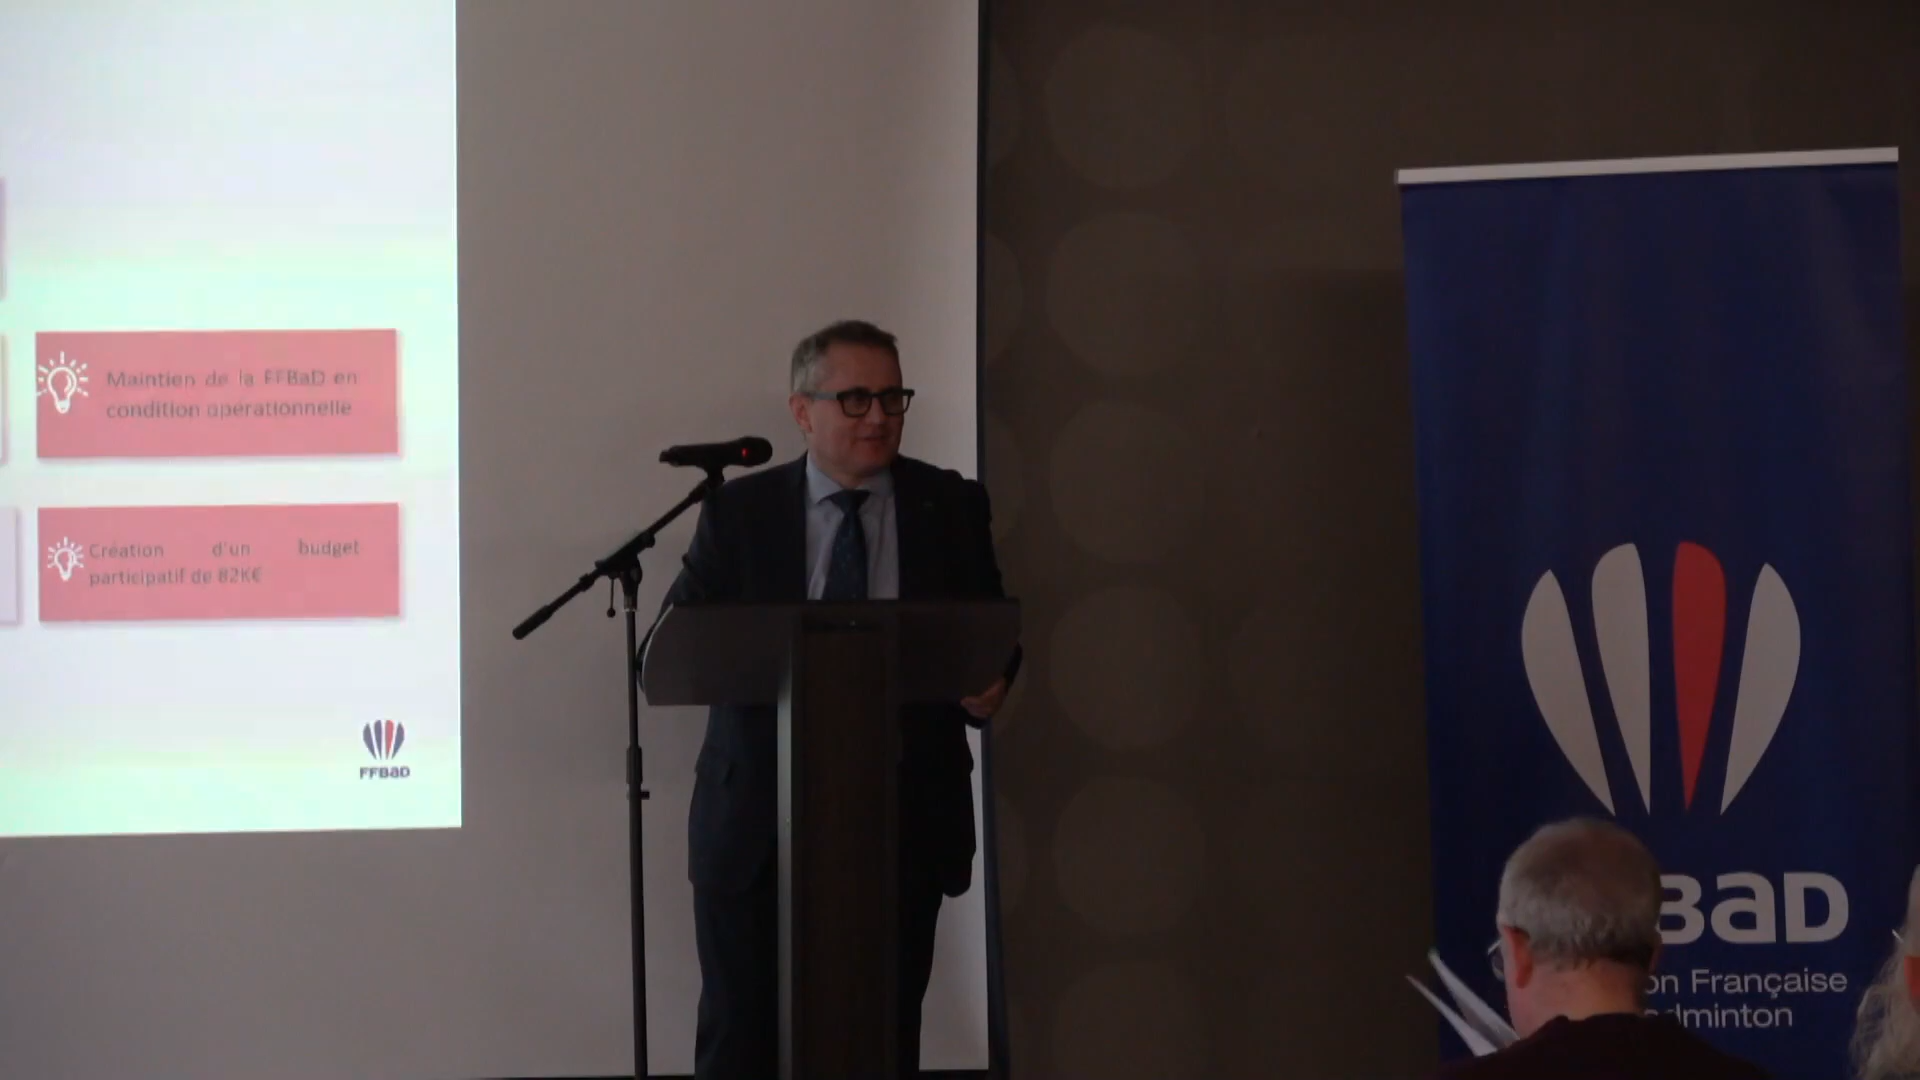 Maintien de la FFBaD en
condition opérationnelle
Création d'un budget
participatif de 82K€
FFBaD
BaD
on Française
dminton